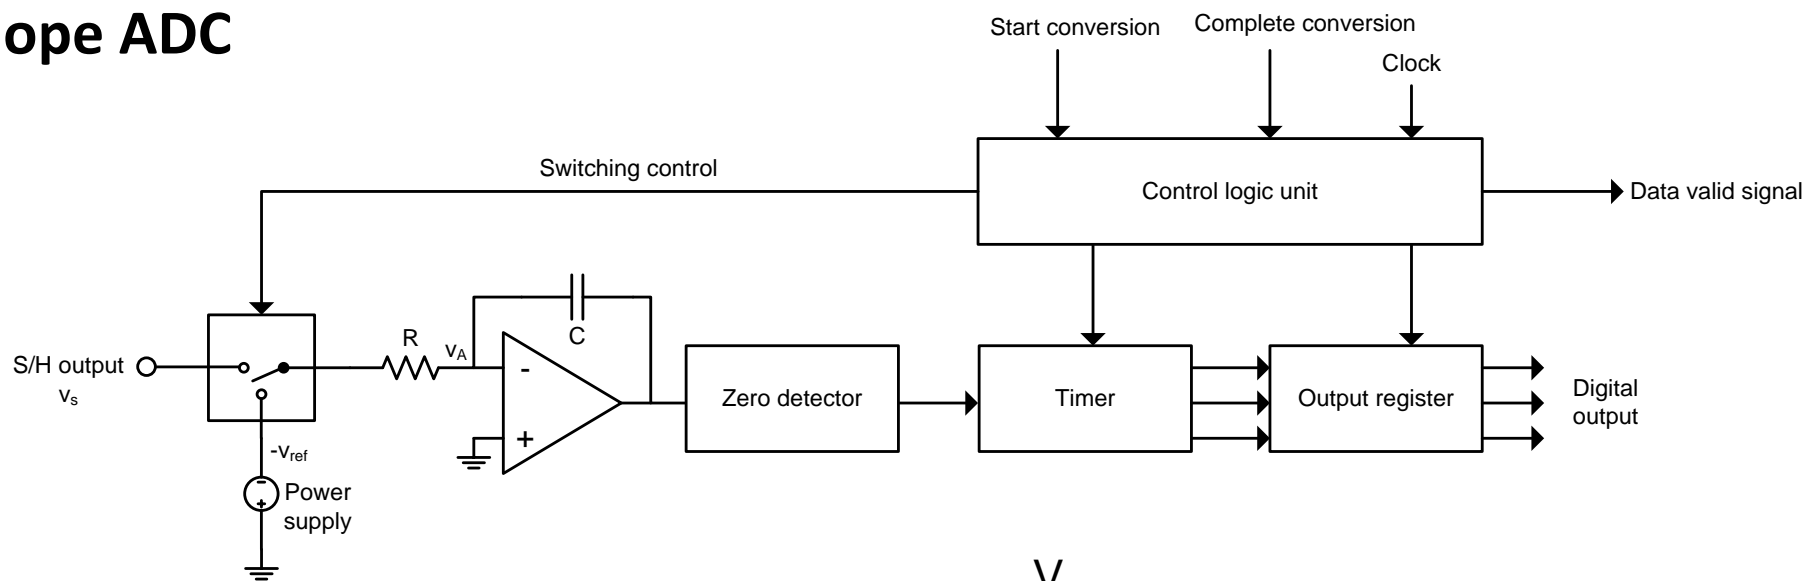 ope ADC
Start conversion
Complete conversion
Clock
Switching control
Control logic unit
Data valid signal
S/H output
vs
R
vA
C
-
+
Zero detector
Timer
Output register
Digital
output
-vref
-
+
Power
supply
V